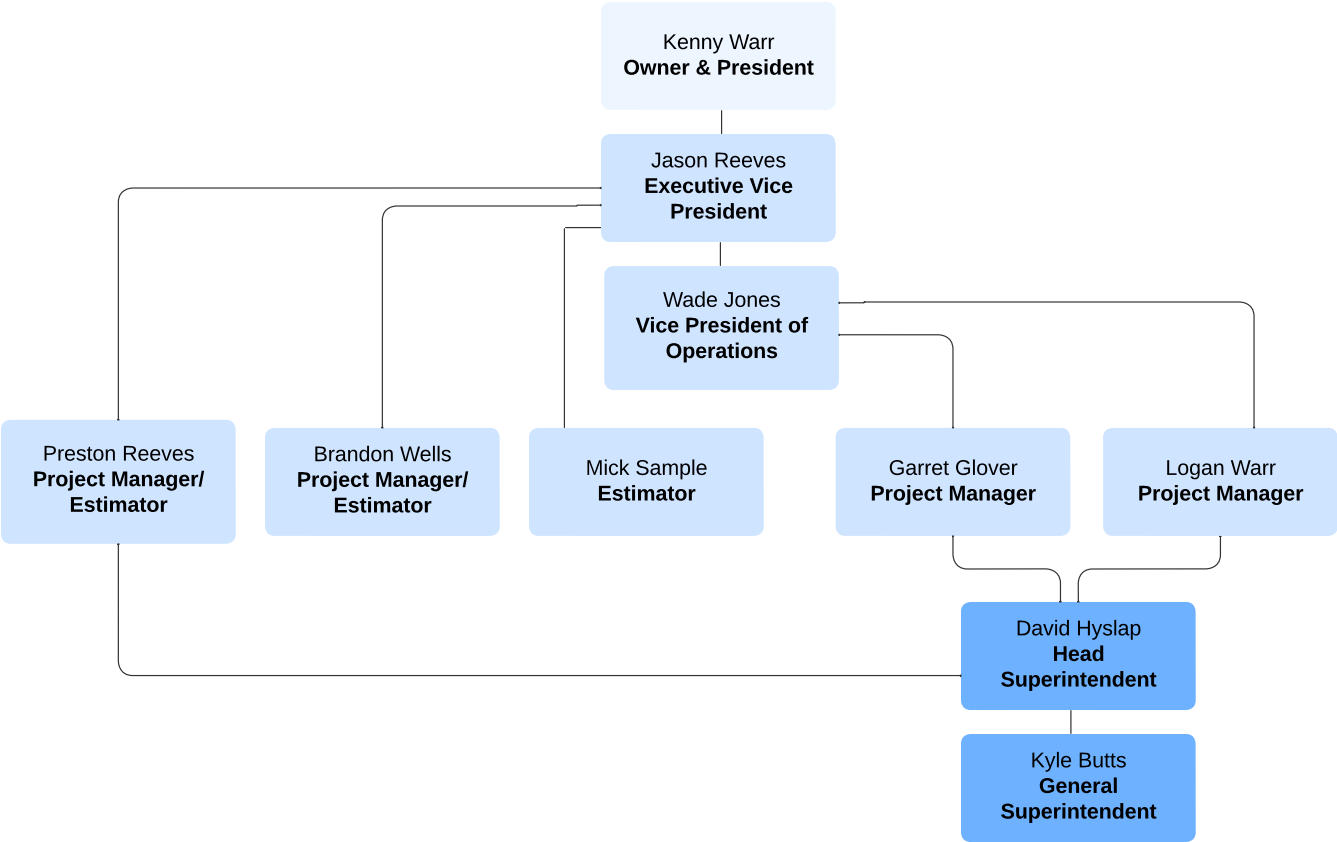 Kenny Warr
Owner & President
Jason Reeves
Executive Vice
President
Wade Jones
Vice President of
Operations
Preston Reeves
Project Manager/
Estimator
Brandon Wells
Project Manager/
Estimator
Mick Sample
Estimator
Garret Glover
Project Manager
Logan Warr
Project Manager
David Hyslap
Head
Superintendent
Kyle Butts
General
Superintendent